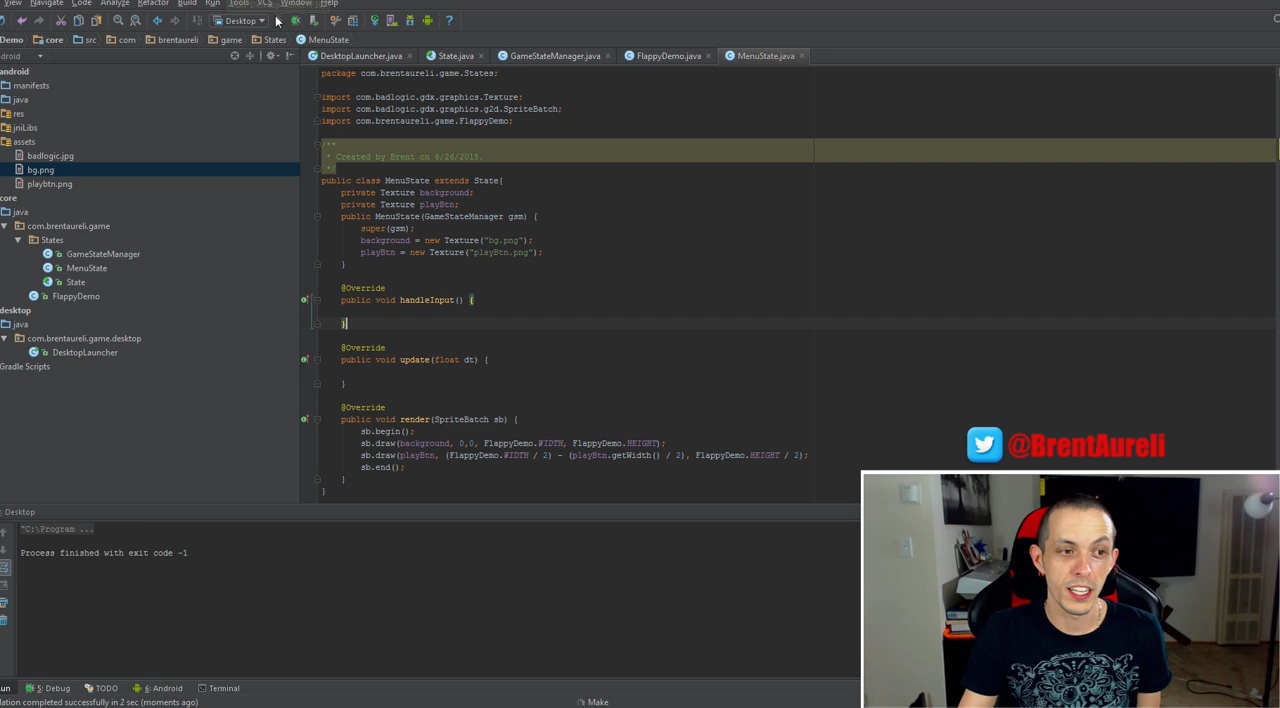 View Navigate Code Analyze Refactor Build Run Tools VCS Window Help
Desktop
Demo core src com brentaureli game States MenuState
DesktopLauncher.java State.java GameStateManager.java FlappyDemo.java MenuState.java
android
manifests
java
res
jniLibs
assets
badlogic.jpg
bg.png
playbtn.png
core
java
com.brentaureli.game
States
GameStateManager
MenuState
State
FlappyDemo
desktop
java
com.brentaureli.game.desktop
DesktopLauncher
Gradle Scripts
package com.brentaureli.game.States;
import com.badlogic.gdx.graphics.Texture;
import com.badlogic.gdx.graphics.g2d.SpriteBatch;
import com.brentaureli.game.FlappyDemo;
/**
* Created by Brent on 6/26/2015.
*/
public class MenuState extends State{
private Texture background;
private Texture playBtn;
public MenuState(GameStateManager gsm) {
super(gsm);
background = new Texture("bg.png");
playBtn = new Texture("playBtn.png");
}
@Override
public void handleInput() {
}
@Override
public void update(float dt) {
}
@Override
public void render(SpriteBatch sb) {
sb.begin();
sb.draw(background, 0,0, FlappyDemo.WIDTH, FlappyDemo.HEIGHT);
sb.draw(playBtn, (FlappyDemo.WIDTH / 2) - (playBtn.getWidth() / 2), FlappyDemo.HEIGHT / 2);
sb.end();
}
}
@BrentAureli
Desktop
"C:\Program ...
Process finished with exit code -1
5: Debug TODO 6: Android Terminal
completed successfully in 2 sec (moments ago)
Make